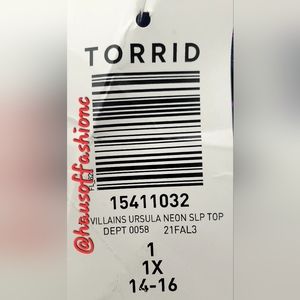 TORRID
15411032
VILLAINS URSULA NEON SLP TOP
DEPT 0058 21FAL3
1
1X
14-16
@hausoffashionc